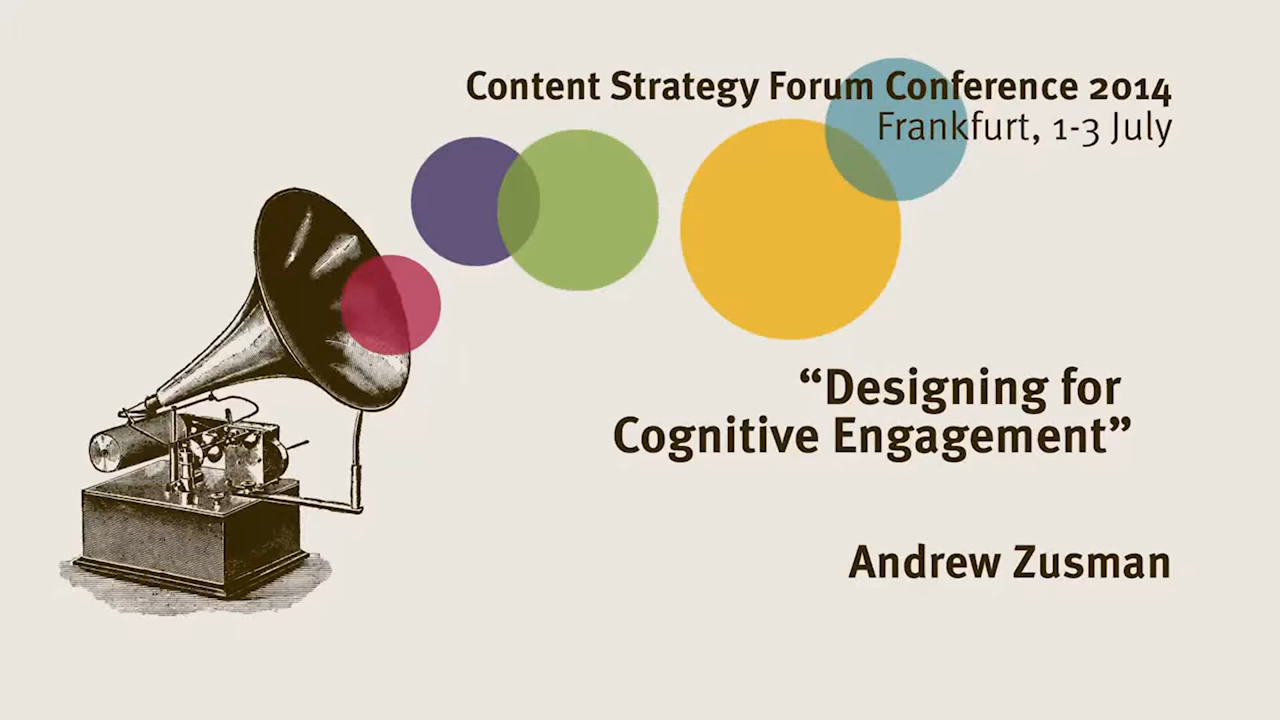 Content Strategy Forum Conference 2014
Frankfurt, 1-3 July
“Designing for
Cognitive Engagement”
Andrew Zusman